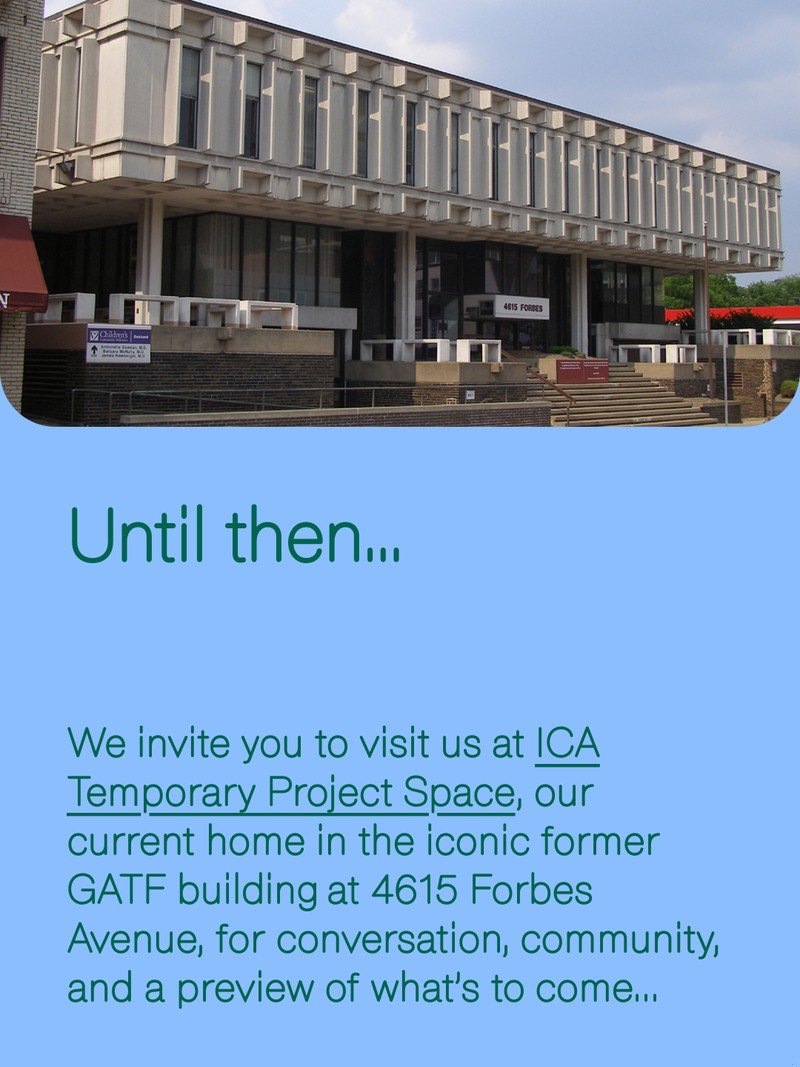 4615 FORBES
Children's
Oakland
N
Until then...
We invite you to visit us at ICA
Temporary Project Space, our
current home in the iconic former
GATF building at 4615 Forbes
Avenue, for conversation, community,
and a preview of what's to come...